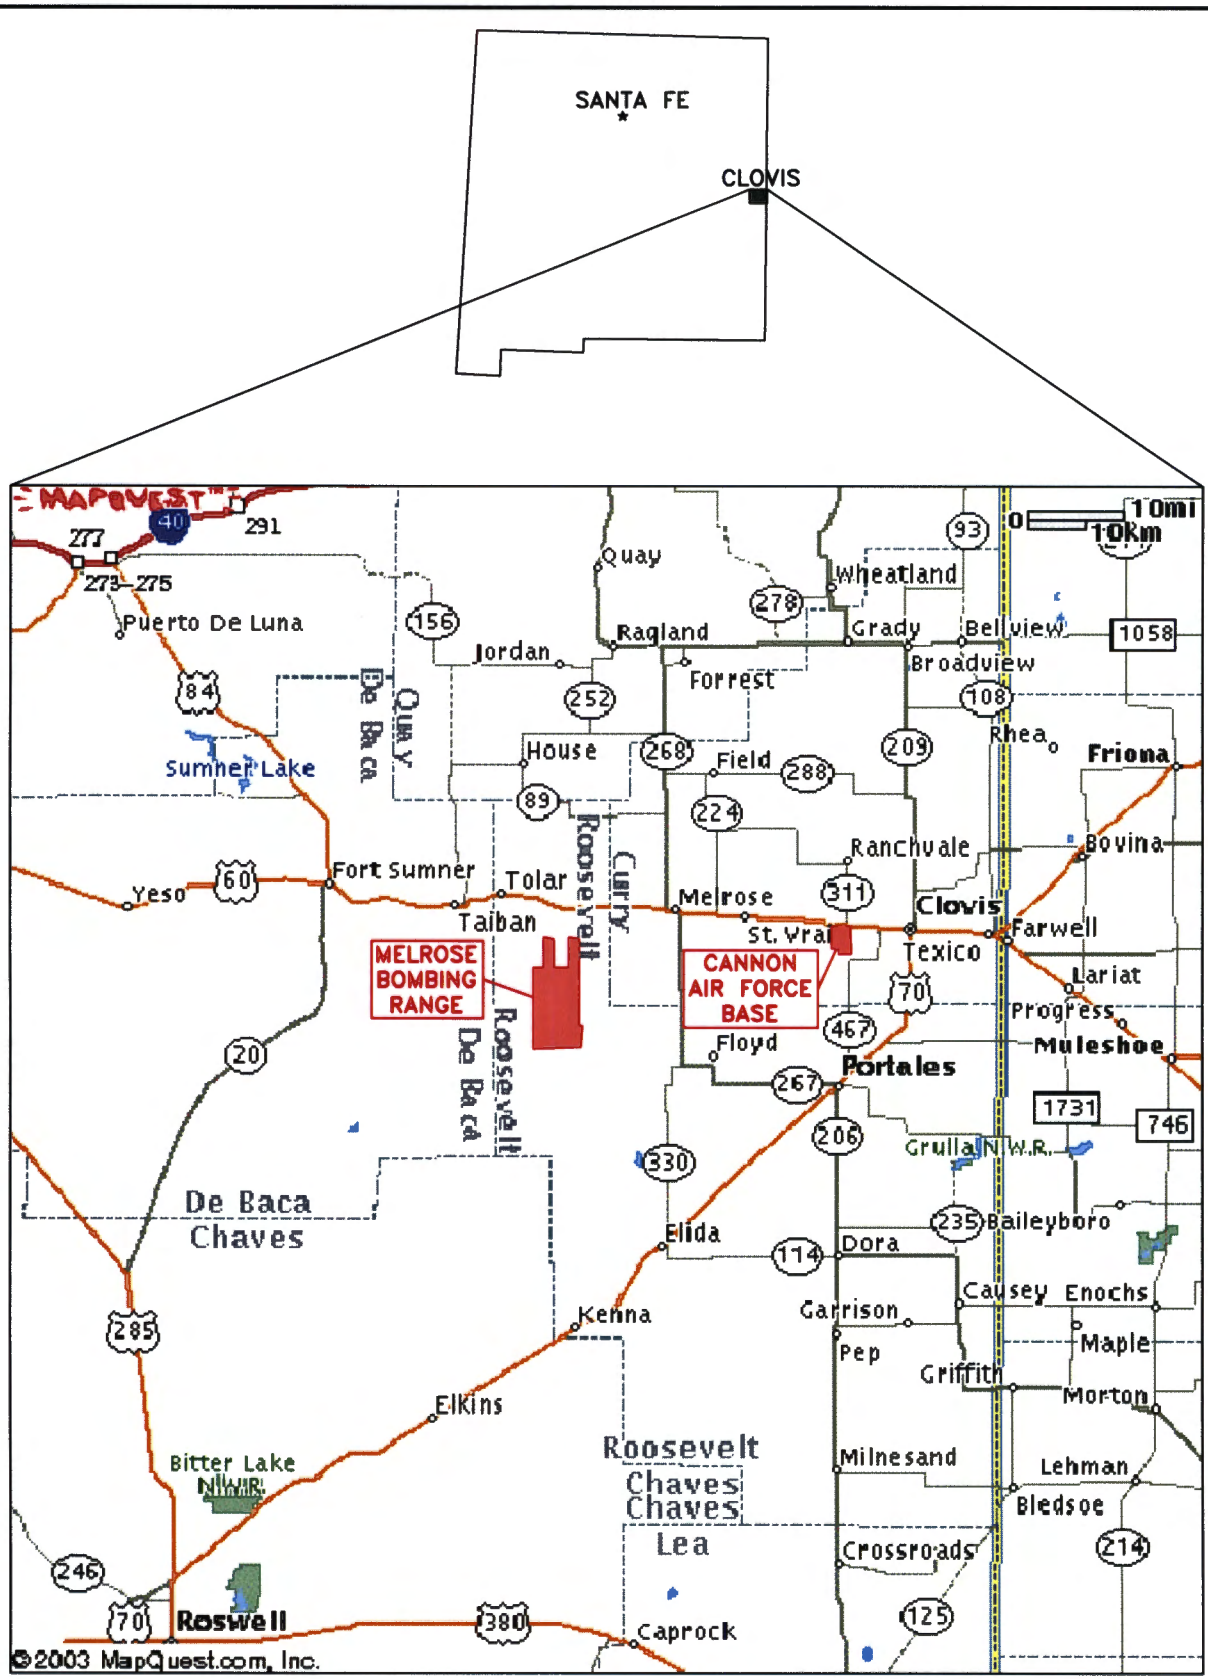 SANTA FE
CLOVIS
MAPQUEST™
40
291
277
273
275
93
0
10mi
10Km
Quay
Wheatland
278
Puerto De Luna
156
Ragland
Grady
Bellview
1058
Jordan
Forrest
Broadview
84
252
108
De Baca
Quay
Rhea
House
268
209
Friona
Sumner Lake
Field
288
89
224
Bovina
Ranchvale
Roosevelt
Curry
Fort Sumner
60
Tolar
311
Yeso
Melrose
Clovis
Taiban
St. Vrai
Texico
Farwell
MELROSE
BOMBING
RANGE
CANNON
AIR FORCE
BASE
Lariat
70
Progress
467
Roosevelt
De Baca
Floyd
Muleshoe
20
Portales
267
1731
746
206
Grulla N.W.R.
330
De Baca
Chaves
235
Baileyboro
Elida
114
Dora
Causey
Enochs
285
Kenna
Garrison
Maple
Pep
Griffith
Morton
Elkins
Roosevelt
Chaves
Chaves
Lea
Bitter Lake
N.W.R.
Milnesand
Lehman
Bledsoe
246
Crossroads
214
70
Roswell
380
Caprock
125
©2003 MapQuest.com, Inc.